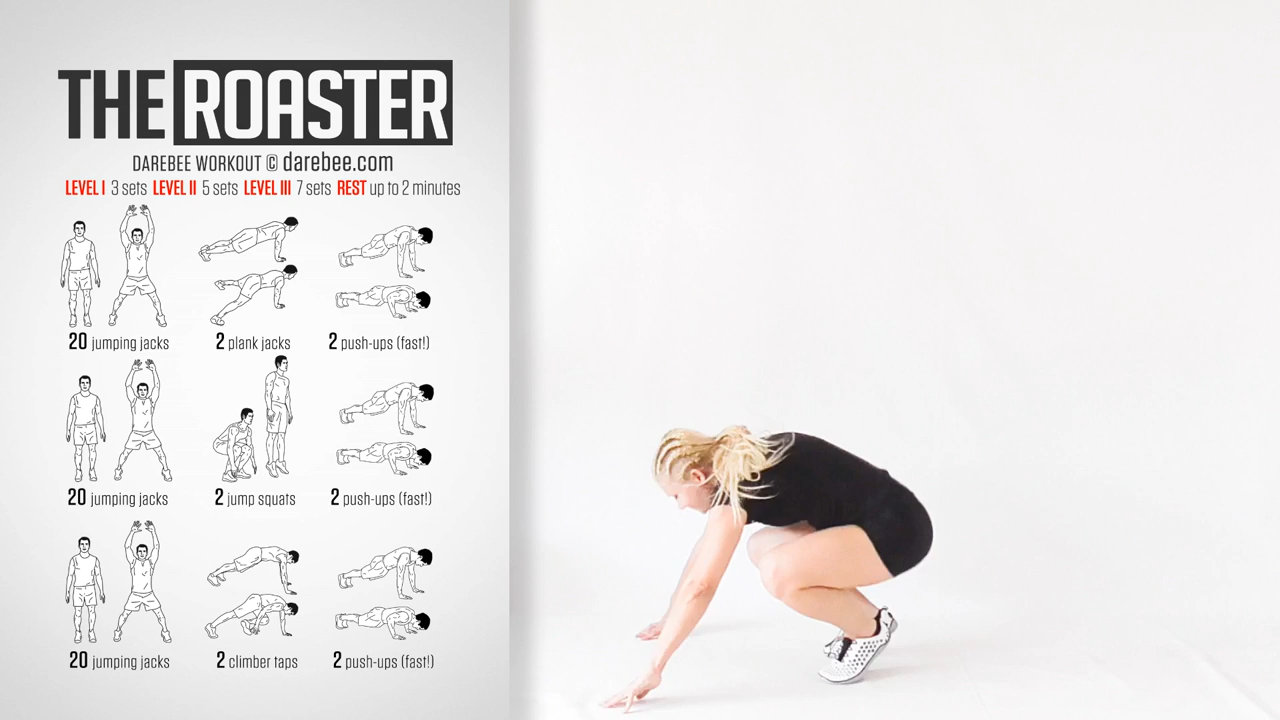 THE ROASTER
DAREBEE WORKOUT © darebee.com
LEVEL I 3 sets LEVEL II 5 sets LEVEL III 7 sets REST up to 2 minutes
20 jumping jacks 2 plank jacks 2 push-ups (fast!)
20 jumping jacks 2 jump squats 2 push-ups (fast!)
20 jumping jacks 2 climber taps 2 push-ups (fast!)